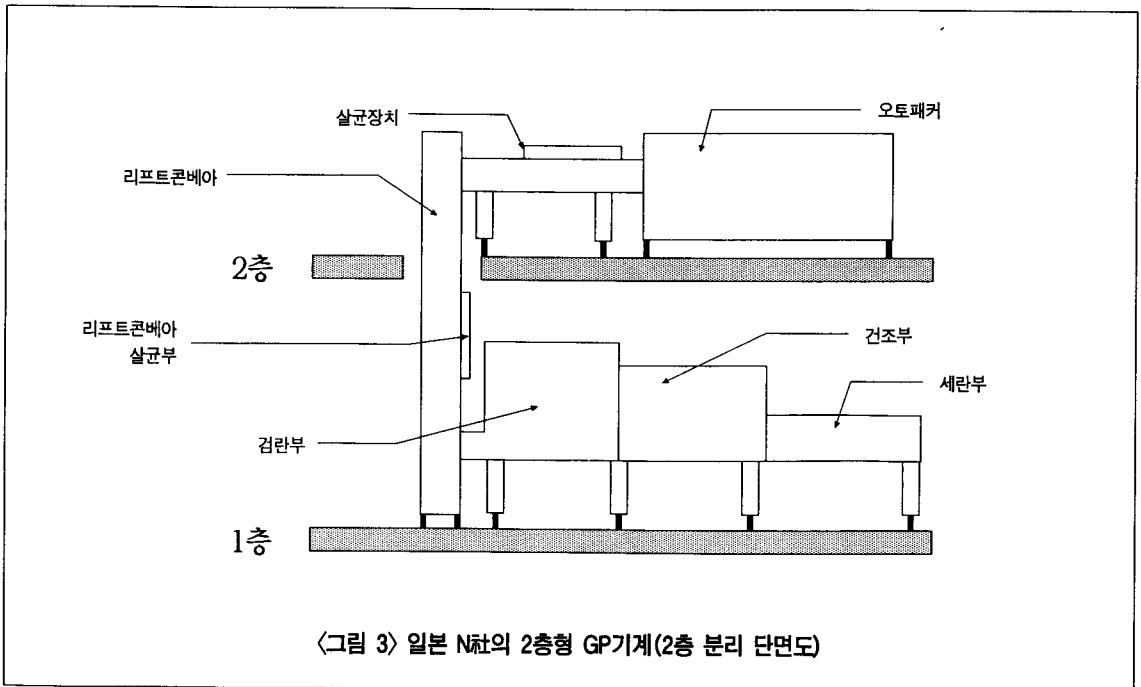 살균장치
오토패커
리프트콘베아
2층
리프트콘베아
살균부
건조부
세란부
검란부
1층
〈그림 3〉 일본 N社의 2층형 GP기계(2층 분리 단면도)